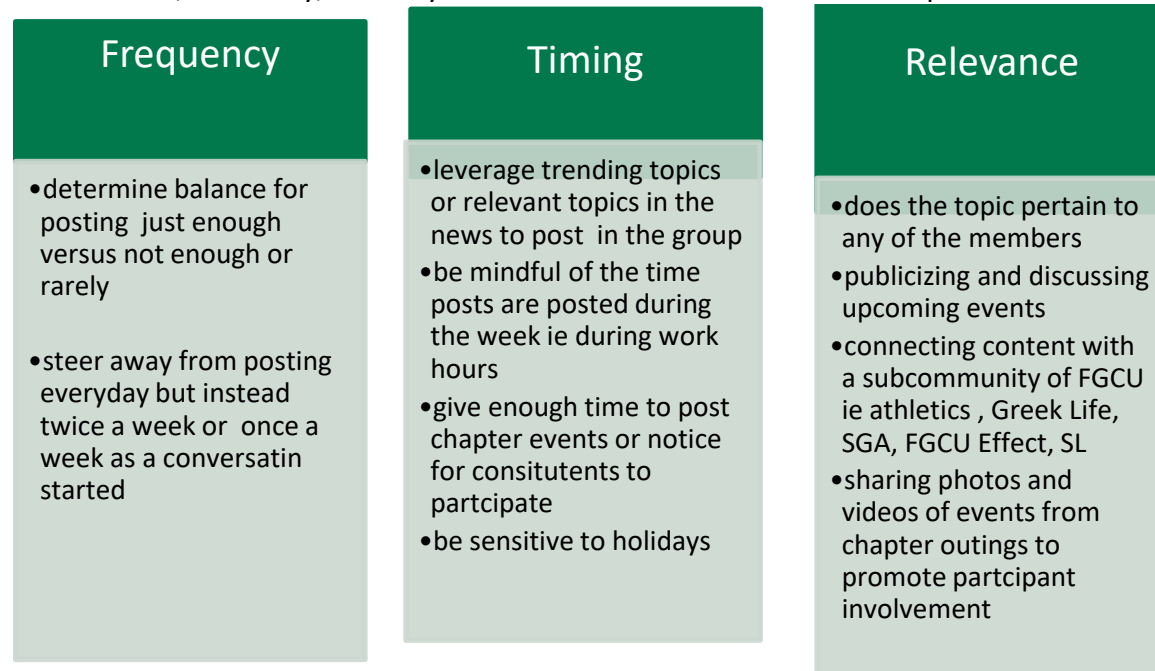 Frequency
•determine balance for
posting  just enough
versus not enough or
rarely
•steer away from posting
everyday but instead
twice a week or  once a
week as a conversatin
started
Timing
•leverage trending topics
or relevant topics in the
news to post  in the group
•be mindful of the time
posts are posted during
the week ie during work
hours
•give enough time to post
chapter events or notice
for consitutents to
partcipate
•be sensitive to holidays
Relevance
•does the topic pertain to
any of the members
•publicizing and discussing
upcoming events
•connecting content with
a subcommunity of FGCU
ie athletics , Greek Life,
SGA, FGCU Effect, SL
•sharing photos and
videos of events from
chapter outings to
promote partcipant
involvement